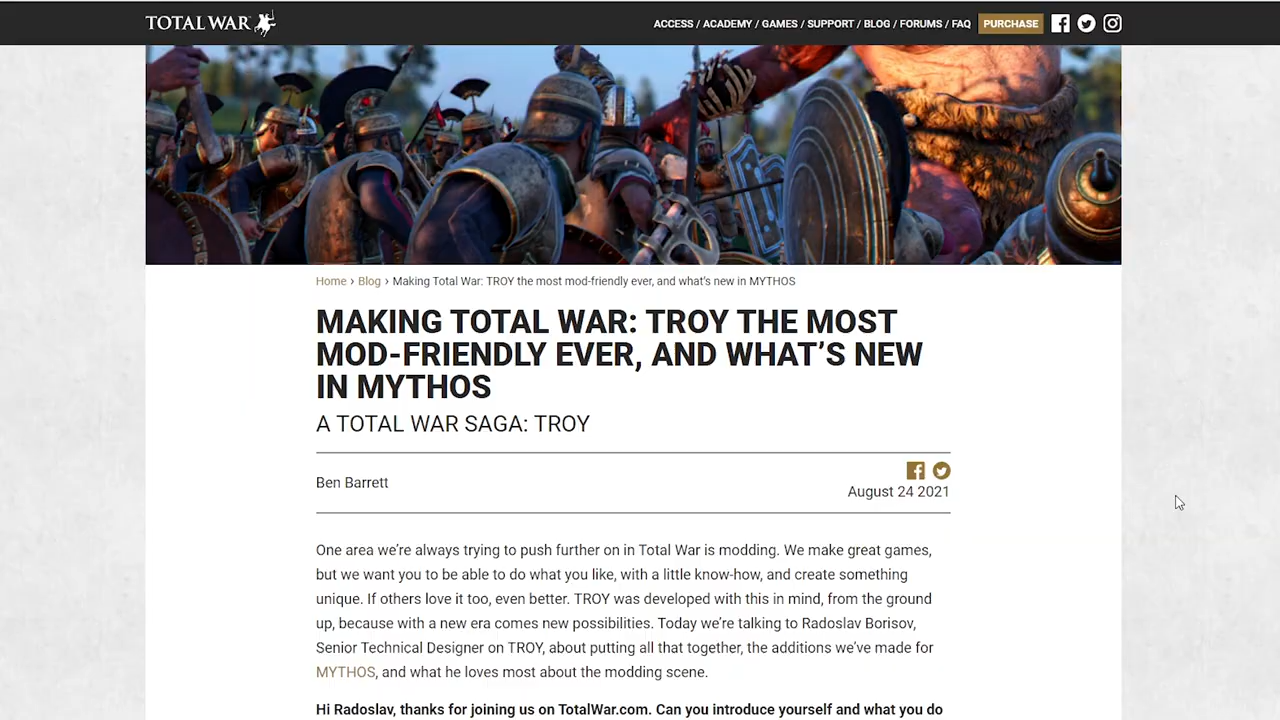 TOTAL WAR
ACCESS / ACADEMY / GAMES / SUPPORT / BLOG / FORUMS / FAQ PURCHASE
Home › Blog › Making Total War: TROY the most mod-friendly ever, and what's new in MYTHOS
MAKING TOTAL WAR: TROY THE MOST
MOD-FRIENDLY EVER, AND WHAT'S NEW
IN MYTHOS
A TOTAL WAR SAGA: TROY
Ben Barrett
August 24 2021
One area we're always trying to push further on in Total War is modding. We make great games,
but we want you to be able to do what you like, with a little know-how, and create something
unique. If others love it too, even better. TROY was developed with this in mind, from the ground
up, because with a new era comes new possibilities. Today we're talking to Radoslav Borisov,
Senior Technical Designer on TROY, about putting all that together, the additions we've made for
MYTHOS, and what he loves most about the modding scene.
Hi Radoslav, thanks for joining us on TotalWar.com. Can you introduce yourself and what you do